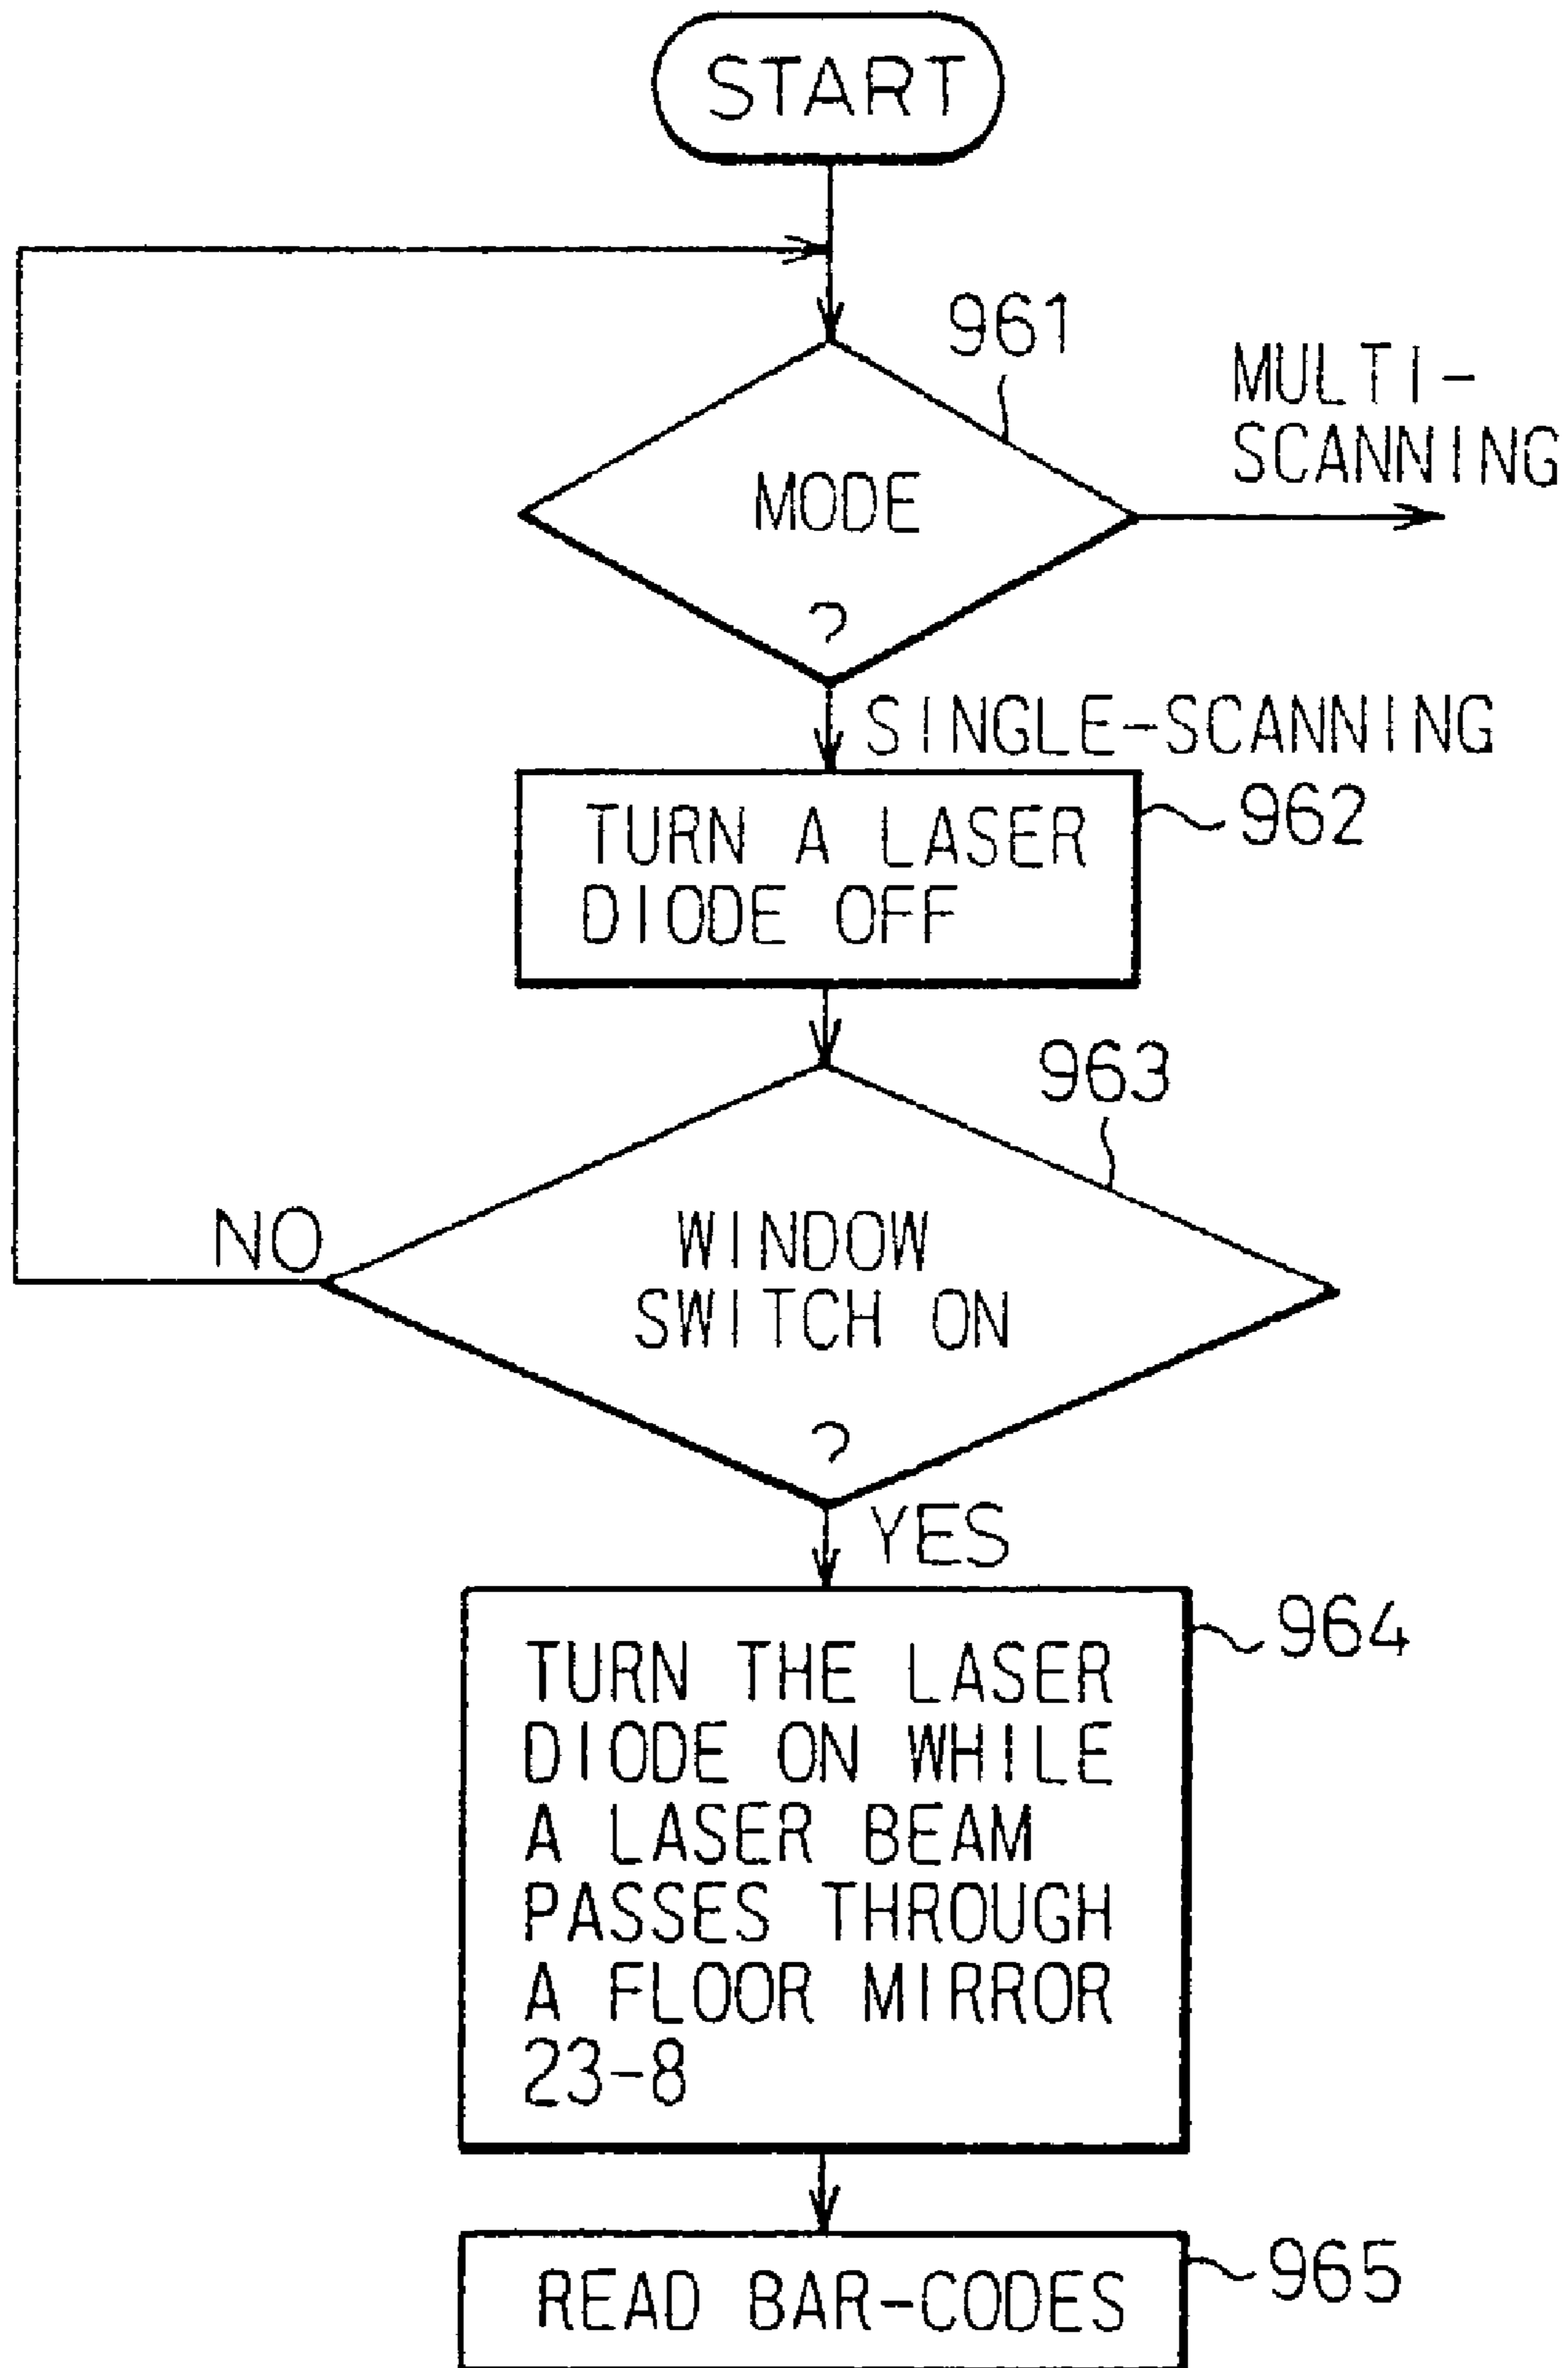 START
961
MULTI-
SCANNING
MODE
?
SINGLE-SCANNING
TURN A LASER
DIODE OFF
962
963
NO
WINDOW
SWITCH ON
?
YES
964
TURN THE LASER
DIODE ON WHILE
A LASER BEAM
PASSES THROUGH
A FLOOR MIRROR
23-8
READ BAR-CODES
965